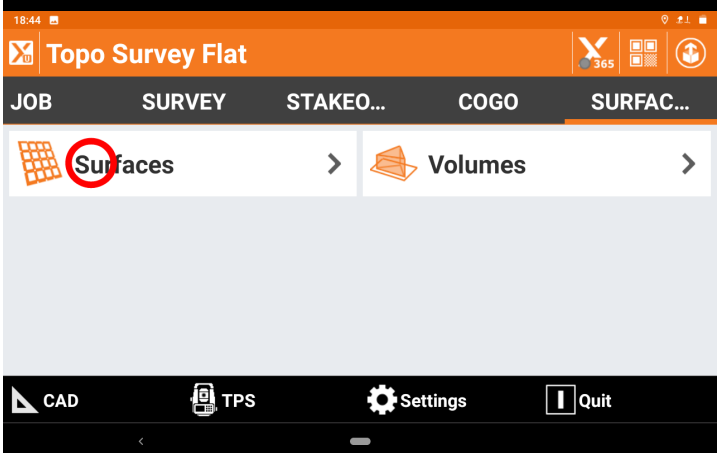 18:44
Topo Survey Flat
365
JOB SURVEY STAKEO... COGO SURFAC...
Surfaces Volumes
CAD TPS Settings Quit